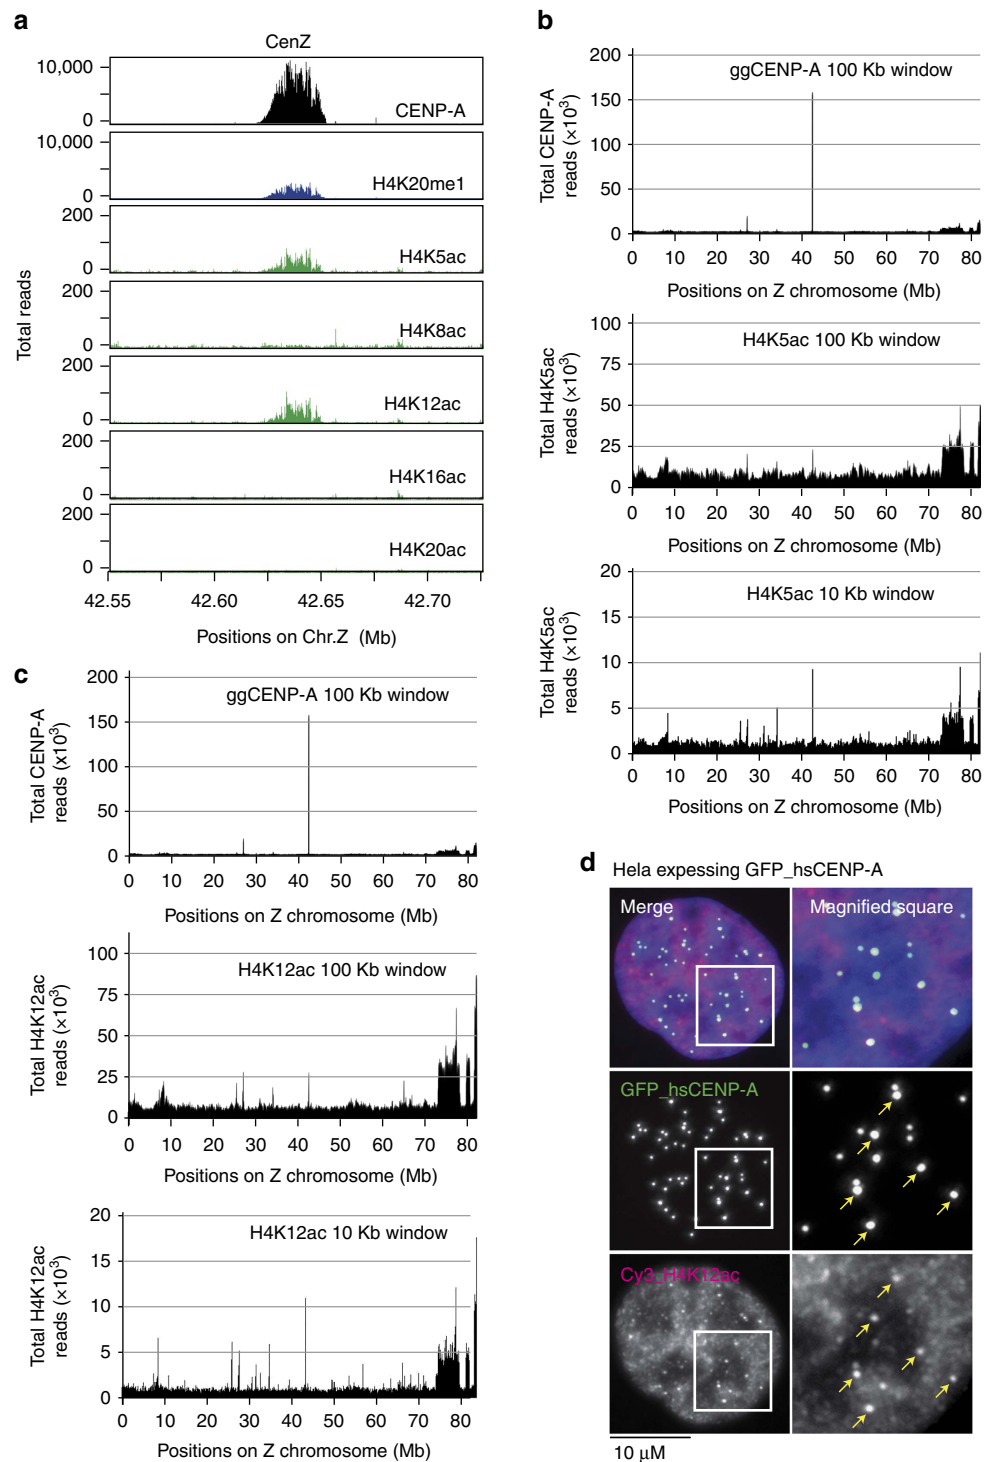 a
CenZ
10,000
0
CENP-A
10,000
0
H4K20me1
200
0
H4K5ac
200
0
H4K8ac
200
0
H4K12ac
200
0
H4K16ac
200
0
H4K20ac
Total reads
42.55 42.60 42.65 42.70
Positions on Chr.Z (Mb)
b
200
150
100
50
0
ggCENP-A 100 Kb window
Total CENP-A
reads (×10³)
0 10 20 30 40 50 60 70 80
Positions on Z chromosome (Mb)
100
75
50
25
0
H4K5ac 100 Kb window
Total H4K5ac
reads (×10³)
0 10 20 30 40 50 60 70 80
Positions on Z chromosome (Mb)
20
15
10
5
0
H4K5ac 10 Kb window
Total H4K5ac
reads (×10³)
0 10 20 30 40 50 60 70 80
Positions on Z chromosome (Mb)
c
200
150
100
50
0
ggCENP-A 100 Kb window
Total CENP-A
reads (x10³)
0 10 20 30 40 50 60 70 80
Positions on Z chromosome (Mb)
100
75
50
25
0
H4K12ac 100 Kb window
Total H4K12ac
reads (×10³)
0 10 20 30 40 50 60 70 80
Positions on Z chromosome (Mb)
20
15
10
5
0
H4K12ac 10 Kb window
Total H4K12ac
reads (×10³)
0 10 20 30 40 50 60 70 80
Positions on Z chromosome (Mb)
d
Hela expessing GFP_hsCENP-A
Merge
Magnified square
GFP_hsCENP-A
Cy3_H4K12ac
10 μM